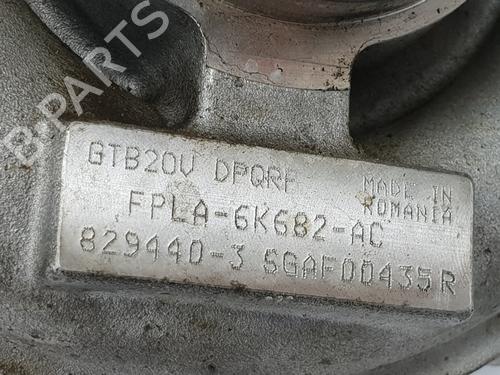 B-PARTS
GTB20V DPQRF MADE IN
ROMANIA
FPLA-6K682-AC
829440-3 SGAF00435R